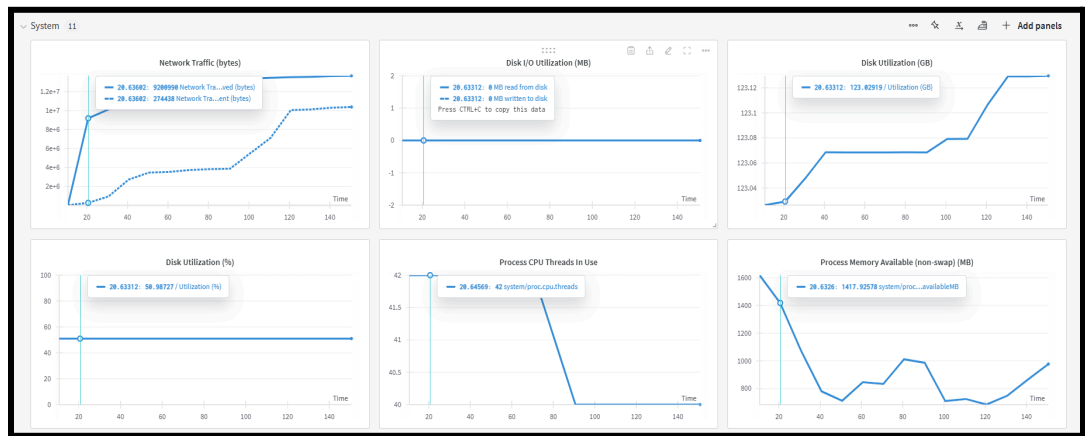 System 11
Add panels
Network Traffic (bytes)
20.63602: 9200990 Network Tra...ved (bytes)
20.63602: 274438 Network Tra...ent (bytes)
1.2e+7
1e+7
8e+6
6e+6
4e+6
2e+6
Time
20 40 60 80 100 120 140
Disk I/O Utilization (MB)
20.63312: 0 MB read from disk
20.63312: 0 MB written to disk
Press CTRL+C to copy this data
2
1
0
-1
-2
Time
20 40 60 80 100 120 140
Disk Utilization (GB)
20.63312: 123.02919 / Utilization (GB)
123.12
123.1
123.08
123.06
123.04
Time
20 40 60 80 100 120 140
Disk Utilization (%)
20.63312: 50.98727 / Utilization (%)
100
80
60
40
20
0
Time
20 40 60 80 100 120 140
Process CPU Threads In Use
20.64569: 42 system/proc.cpu.threads
42
41.5
41
40.5
40
Time
20 40 60 80 100 120 140
Process Memory Available (non-swap) (MB)
20.6326: 1417.92578 system/proc...availableMB
1600
1400
1200
1000
800
Time
20 40 60 80 100 120 140